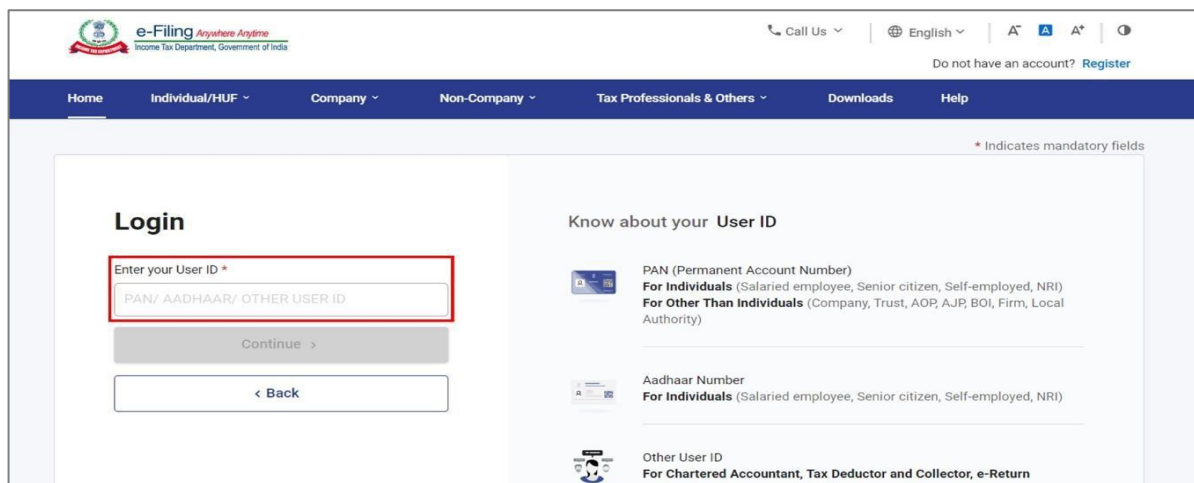 e-Filing Anywhere Anytime
Income Tax Department, Government of India
Call Us
English
A- A A+
Do not have an account? Register
Home Individual/HUF Company Non-Company Tax Professionals & Others Downloads Help
* Indicates mandatory fields
Login
Enter your User ID *
PAN/ AADHAAR/ OTHER USER ID
Continue >
< Back
Know about your User ID
PAN (Permanent Account Number)
For Individuals (Salaried employee, Senior citizen, Self-employed, NRI)
For Other Than Individuals (Company, Trust, AOP, AJP, BOI, Firm, Local
Authority)
Aadhaar Number
For Individuals (Salaried employee, Senior citizen, Self-employed, NRI)
Other User ID
For Chartered Accountant, Tax Deductor and Collector, e-Return